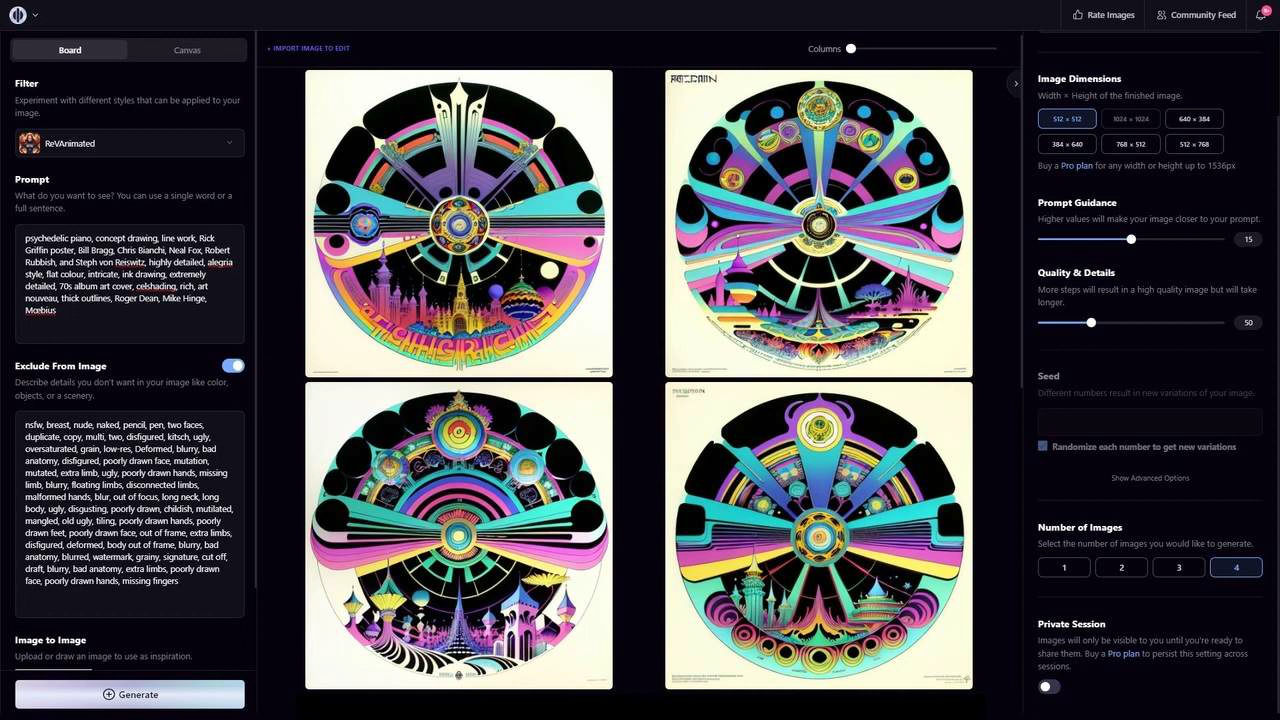 Rate Images
Community Feed
9+
Board
Canvas
Filter
Experiment with different styles that can be applied to your
image.
ReVAnimated
Prompt
What do you want to see? You can use a single word or a
full sentence.
psychedelic piano, concept drawing, line work, Rick
Griffin poster, Bill Bragg, Chris Bianchi, Neal Fox, Robert
Rubbish, and Steph von Reiswitz, highly detailed, alegria
style, flat colour, intricate, ink drawing, extremely
detailed, 70s album art cover, celshading, rich, art
nouveau, thick outlines, Roger Dean, Mike Hinge,
Mœbius
Exclude From Image
Describe details you don't want in your image like color,
objects, or a scenery.
nsfw, breast, nude, naked, pencil, pen, two faces,
duplicate, copy, multi, two, disfigured, kitsch, ugly,
oversaturated, grain, low-res, Deformed, blurry, bad
anatomy, disfigured, poorly drawn face, mutation,
mutated, extra limb, ugly, poorly drawn hands, missing
limb, blurry, floating limbs, disconnected limbs,
malformed hands, blur, out of focus, long neck, long
body, ugly, disgusting, poorly drawn, childish, mutilated,
mangled, old ugly, tiling, poorly drawn hands, poorly
drawn feet, poorly drawn face, out of frame, extra limbs,
disfigured, deformed, body out of frame, blurry, bad
anatomy, blurred, watermark, grainy, signature, cut off,
draft, blurry, bad anatomy, extra limbs, poorly drawn
face, poorly drawn hands, missing fingers
Image to Image
Upload or draw an image to use as inspiration.
Generate
+ IMPORT IMAGE TO EDIT
Columns
Image Dimensions
Width × Height of the finished image.
512 × 512
1024 × 1024
640 × 384
384 × 640
768 × 512
512 × 768
Buy a Pro plan for any width or height up to 1536px
Prompt Guidance
Higher values will make your image closer to your prompt.
15
Quality & Details
More steps will result in a high quality image but will take
longer.
50
Seed
Different numbers result in new variations of your image.
Randomize each number to get new variations
Show Advanced Options
Number of Images
Select the number of images you would like to generate.
1
2
3
4
Private Session
Images will only be visible to you until you're ready to
share them. Buy a Pro plan to persist this setting across
sessions.